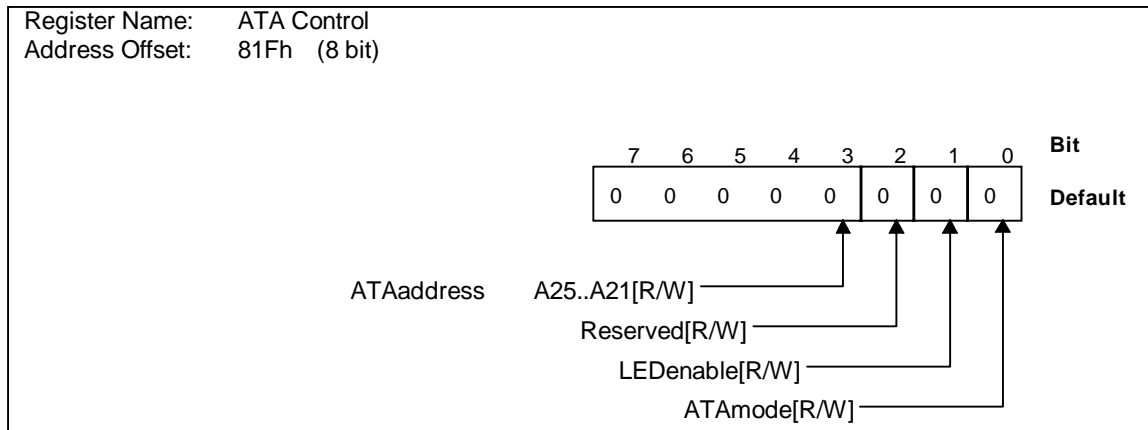 Register Name: ATA Control
Address Offset: 81Fh (8 bit)
7 6 5 4 3 2 1 0 Bit
0 0 0 0 0 0 0 0 Default
ATAaddress A25..A21[R/W]
Reserved[R/W]
LEDenable[R/W]
ATAmode[R/W]